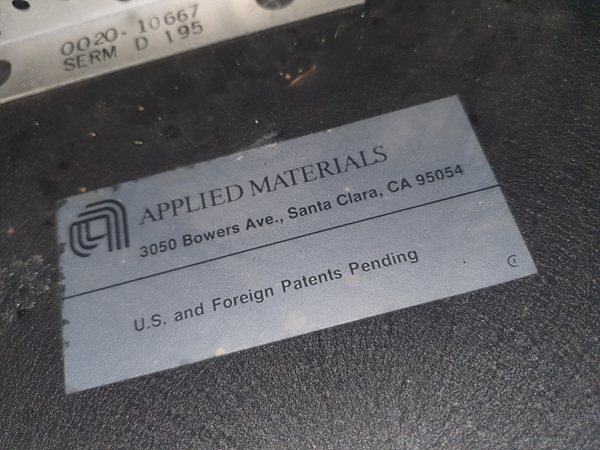 0020-10667
SERM D 195
APPLIED MATERIALS
3050 Bowers Ave., Santa Clara, CA 95054
U.S. and Foreign Patents Pending